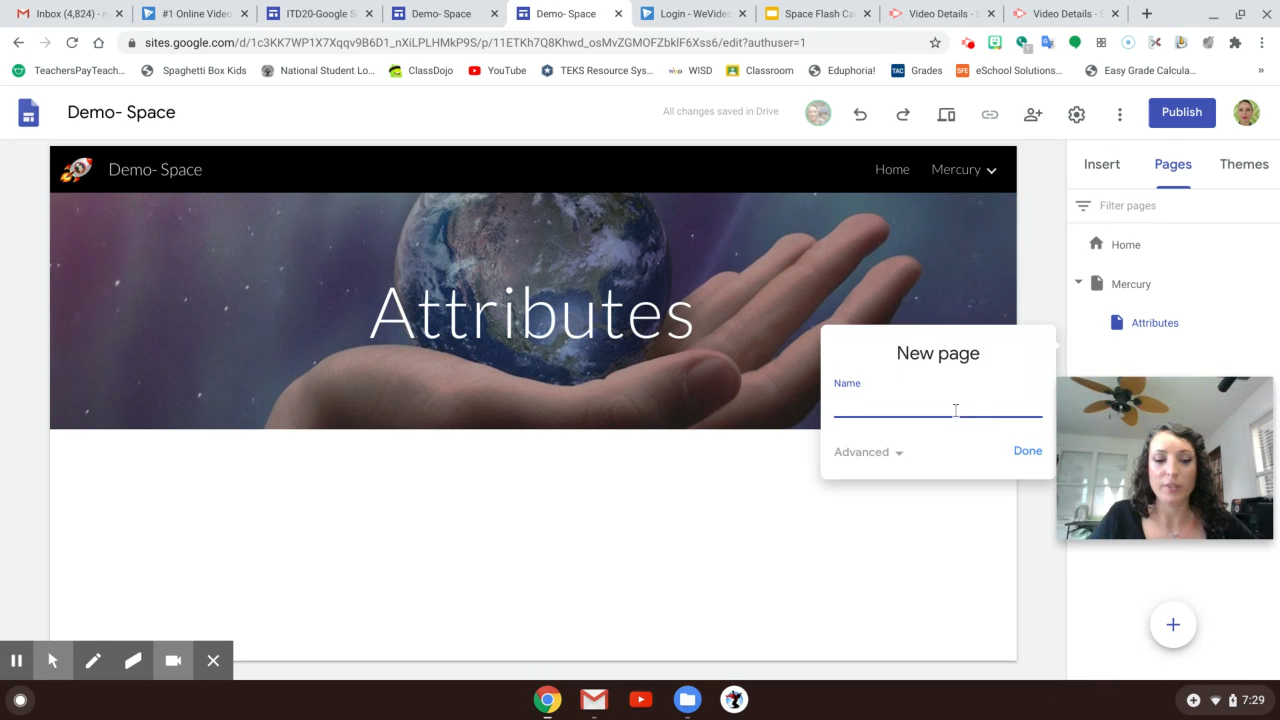 Inbox (4,824) - n
#1 Online Video
ITD20-Google S
Demo- Space
Demo- Space
Login - WeVideo
Space Flash Ca
Video Details - S
Video Details - S
sites.google.com/d/1c3KK7WP1X7Xqqv9B6D1_nXiLPLHMkP9S/p/11ETKh7Q8Khwd_osMvZGMOFZbklF6Xss6/edit?authuser=1
TeachersPayTeach...
Spaghetti Box Kids
National Student Lo...
ClassDojo
YouTube
TEKS Resource Sys...
WISD
Classroom
Eduphoria!
TAC
Grades
SFE
eSchool Solutions...
Easy Grade Calcula...
»
Demo- Space
All changes saved in Drive
Publish
Demo- Space
Home
Mercury
Insert
Pages
Themes
Filter pages
Home
Mercury
Attributes
Attributes
New page
Name
Advanced
Done
7:29